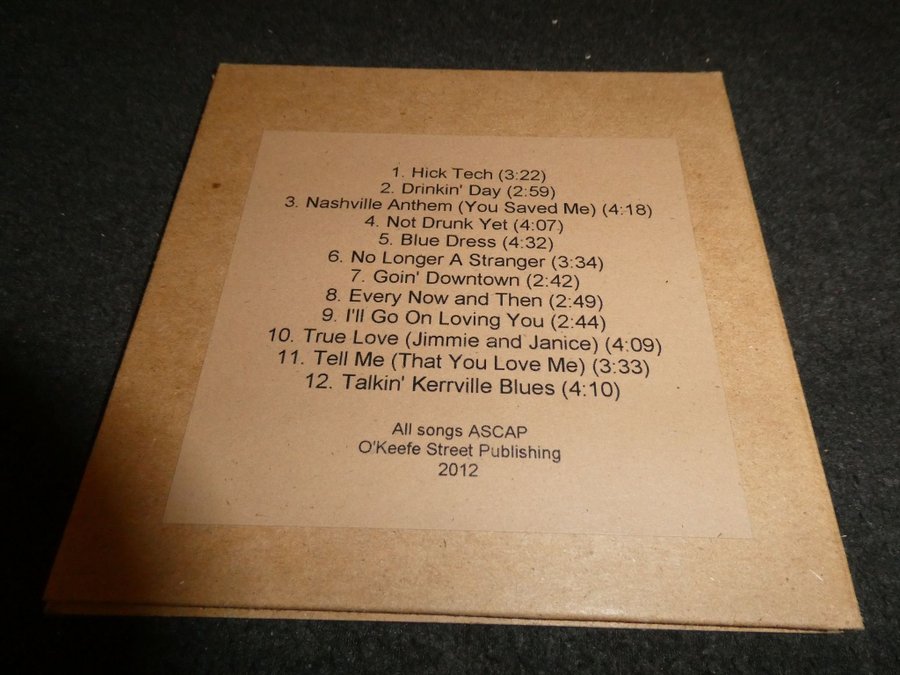 1. Hick Tech (3:22)
2. Drinkin' Day (2:59)
3. Nashville Anthem (You Saved Me) (4:18)
4. Not Drunk Yet (4:07)
5. Blue Dress (4:32)
6. No Longer A Stranger (3:34)
7. Goin' Downtown (2:42)
8. Every Now and Then (2:49)
9. I'll Go On Loving You (2:44)
10. True Love (Jimmie and Janice) (4:09)
11. Tell Me (That You Love Me) (3:33)
12. Talkin' Kerrville Blues (4:10)
All songs ASCAP
O'Keefe Street Publishing
2012